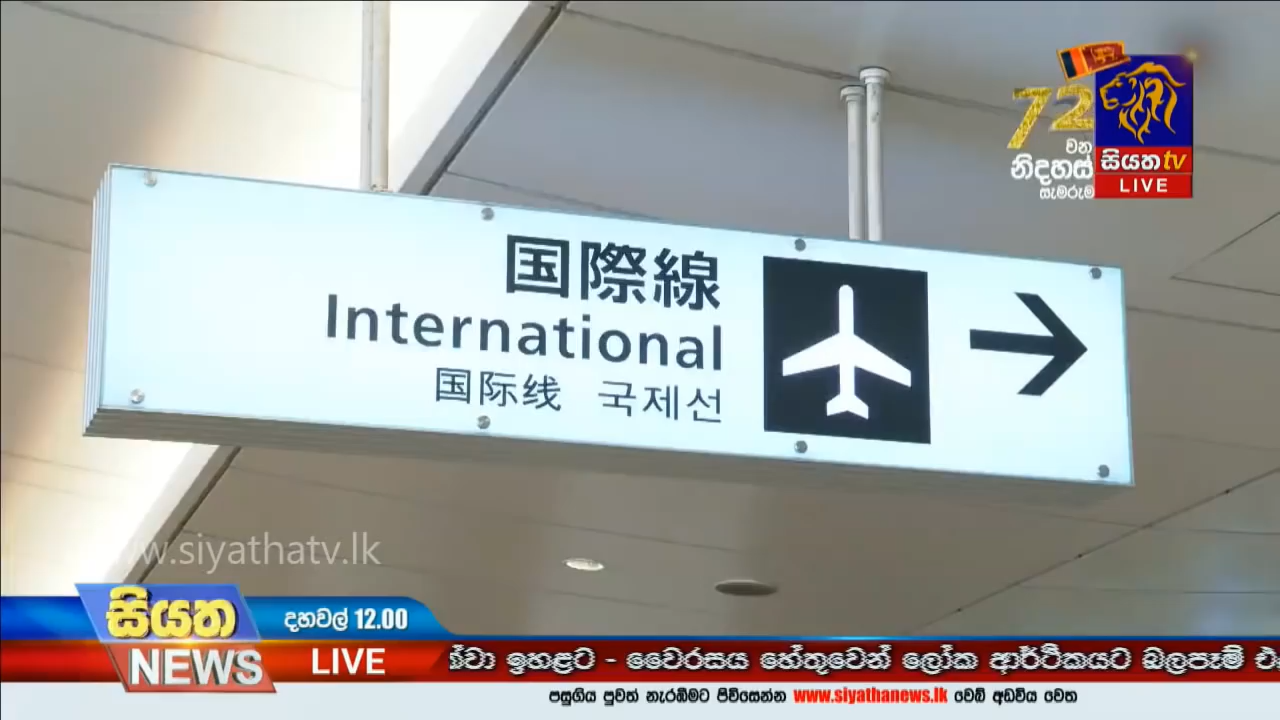 72
වන
නිදහස්
සැමරුම
සියත tv
LIVE
国際線
International
国际线 국제선
www.siyathatv.lk
සියත
NEWS
දහවල් 12.00
LIVE
ඉහළට - වෛරසය හේතුවෙන් ලෝක ආර්ථිකයට බලපෑම්
පසුගිය පුවත් නැරඹීමට පිවිසෙන්න www.siyathanews.lk වෙබ් අඩවිය වෙත